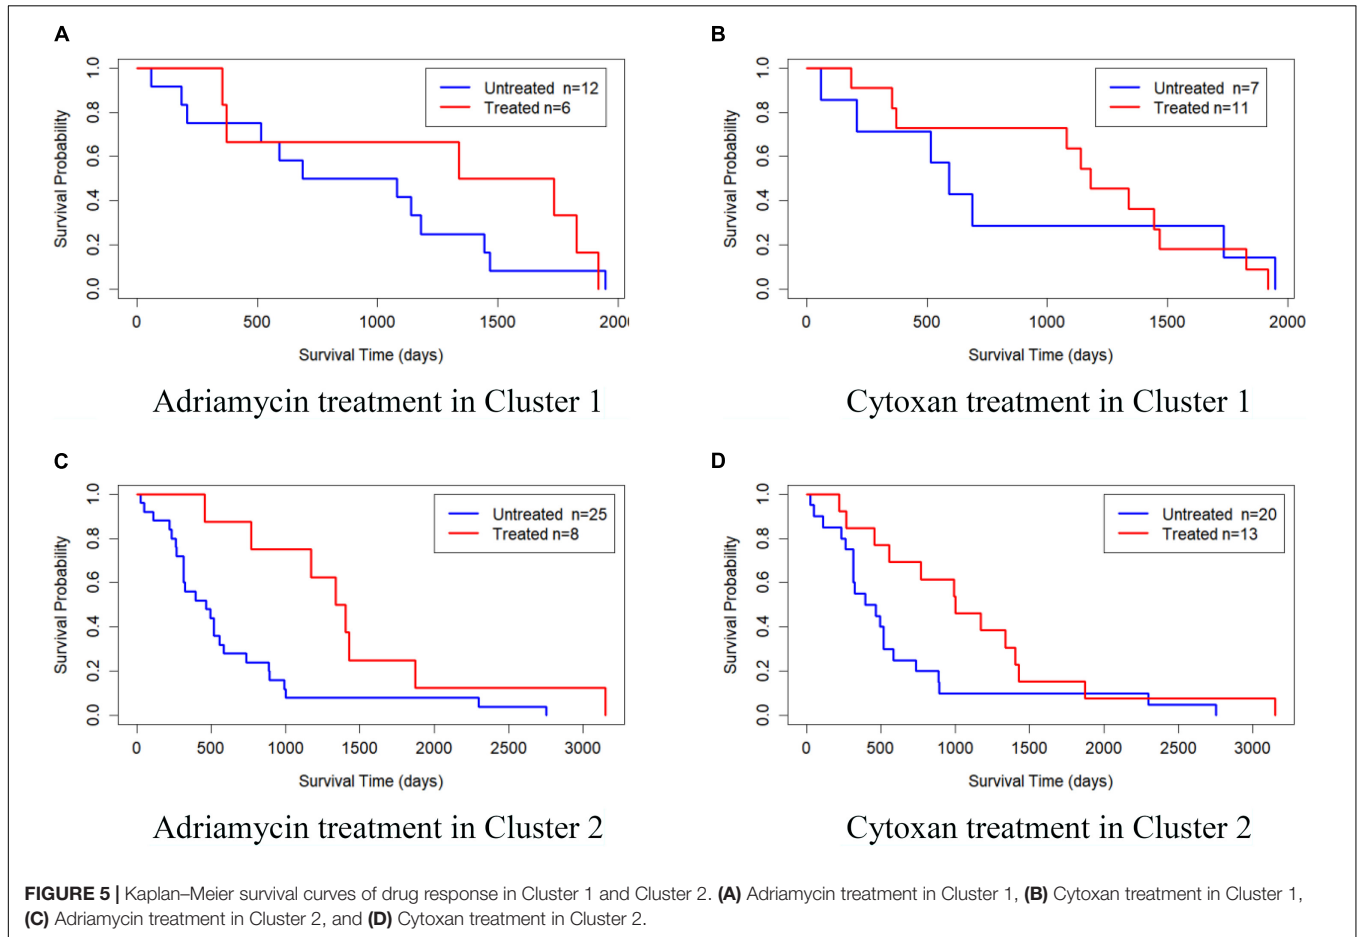 A
Survival Probability
0.0 0.2 0.4 0.6 0.8 1.0
Untreated n=12
Treated n=6
0 500 1000 1500 200
Survival Time (days)
Adriamycin treatment in Cluster 1
B
Survival Probability
0.0 0.2 0.4 0.6 0.8 1.0
Untreated n=7
Treated n=11
0 500 1000 1500 2000
Survival Time (days)
Cytoxan treatment in Cluster 1
C
Survival Probability
0.0 0.2 0.4 0.6 0.8 1.0
Untreated n=25
Treated n=8
0 500 1000 1500 2000 2500 3000
Survival Time (days)
Adriamycin treatment in Cluster 2
D
Survival Probability
0.0 0.2 0.4 0.6 0.8 1.0
Untreated n=20
Treated n=13
0 500 1000 1500 2000 2500 3000
Survival Time (days)
Cytoxan treatment in Cluster 2
FIGURE 5 | Kaplan–Meier survival curves of drug response in Cluster 1 and Cluster 2. (A) Adriamycin treatment in Cluster 1, (B) Cytoxan treatment in Cluster 1,
(C) Adriamycin treatment in Cluster 2, and (D) Cytoxan treatment in Cluster 2.